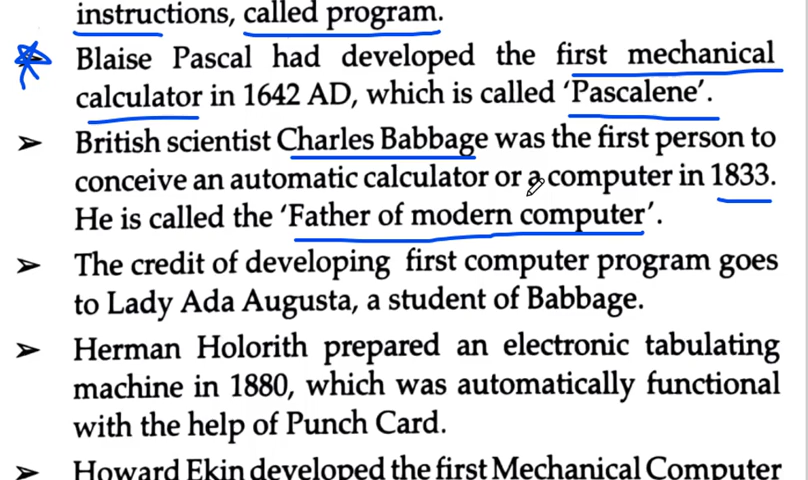 instructions, called program.
➢ Blaise Pascal had developed the first mechanical
calculator in 1642 AD, which is called ‘Pascalene’.
➢ British scientist Charles Babbage was the first person to
conceive an automatic calculator or a computer in 1833.
He is called the ‘Father of modern computer’.
➢ The credit of developing first computer program goes
to Lady Ada Augusta, a student of Babbage.
➢ Herman Holorith prepared an electronic tabulating
machine in 1880, which was automatically functional
with the help of Punch Card.
➢ Howard Ekin developed the first Mechanical Computer